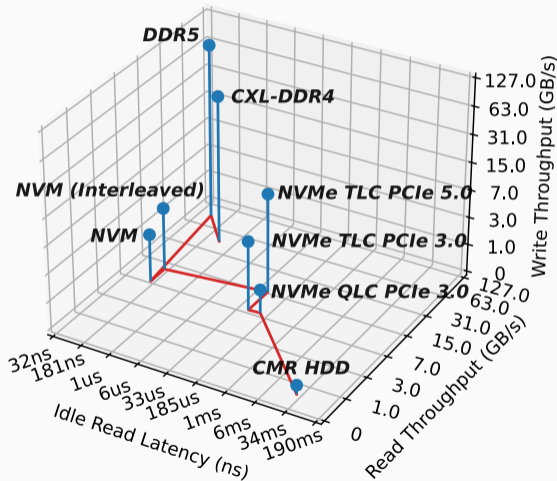 DDR5
CXL-DDR4
NVM (Interleaved)
NVM
NVMe TLC PCIe 5.0
NVMe TLC PCIe 3.0
NVMe QLC PCIe 3.0
CMR HDD
127.0
63.0
31.0
15.0
7.0
3.0
1.0
0
Write Throughput (GB/s)
127.0
63.0
31.0
15.0
7.0
3.0
1.0
0
Read Throughput (GB/s)
32ns
181ns
1us
6us
33us
185us
1ms
6ms
34ms
190ms
Idle Read Latency (ns)